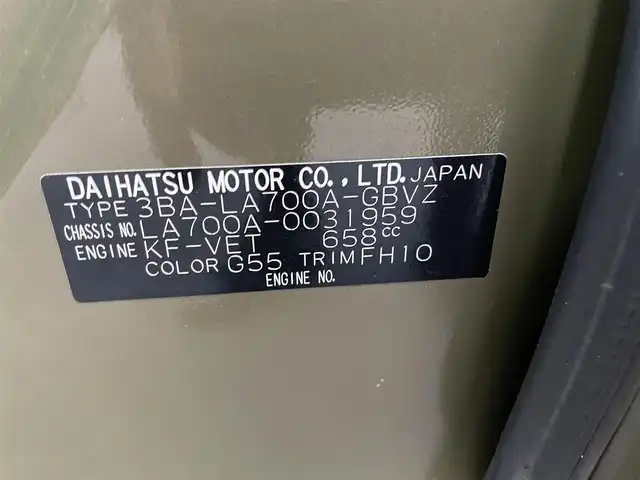 DAIHATSU MOTOR CO., LTD. JAPAN
TYPE 3BA-LA700A-GBVZ
CHASSIS NO. LA700A-0031959
ENGINE KF-VET 658cc
COLOR G55 TRIM FH10
ENGINE NO.